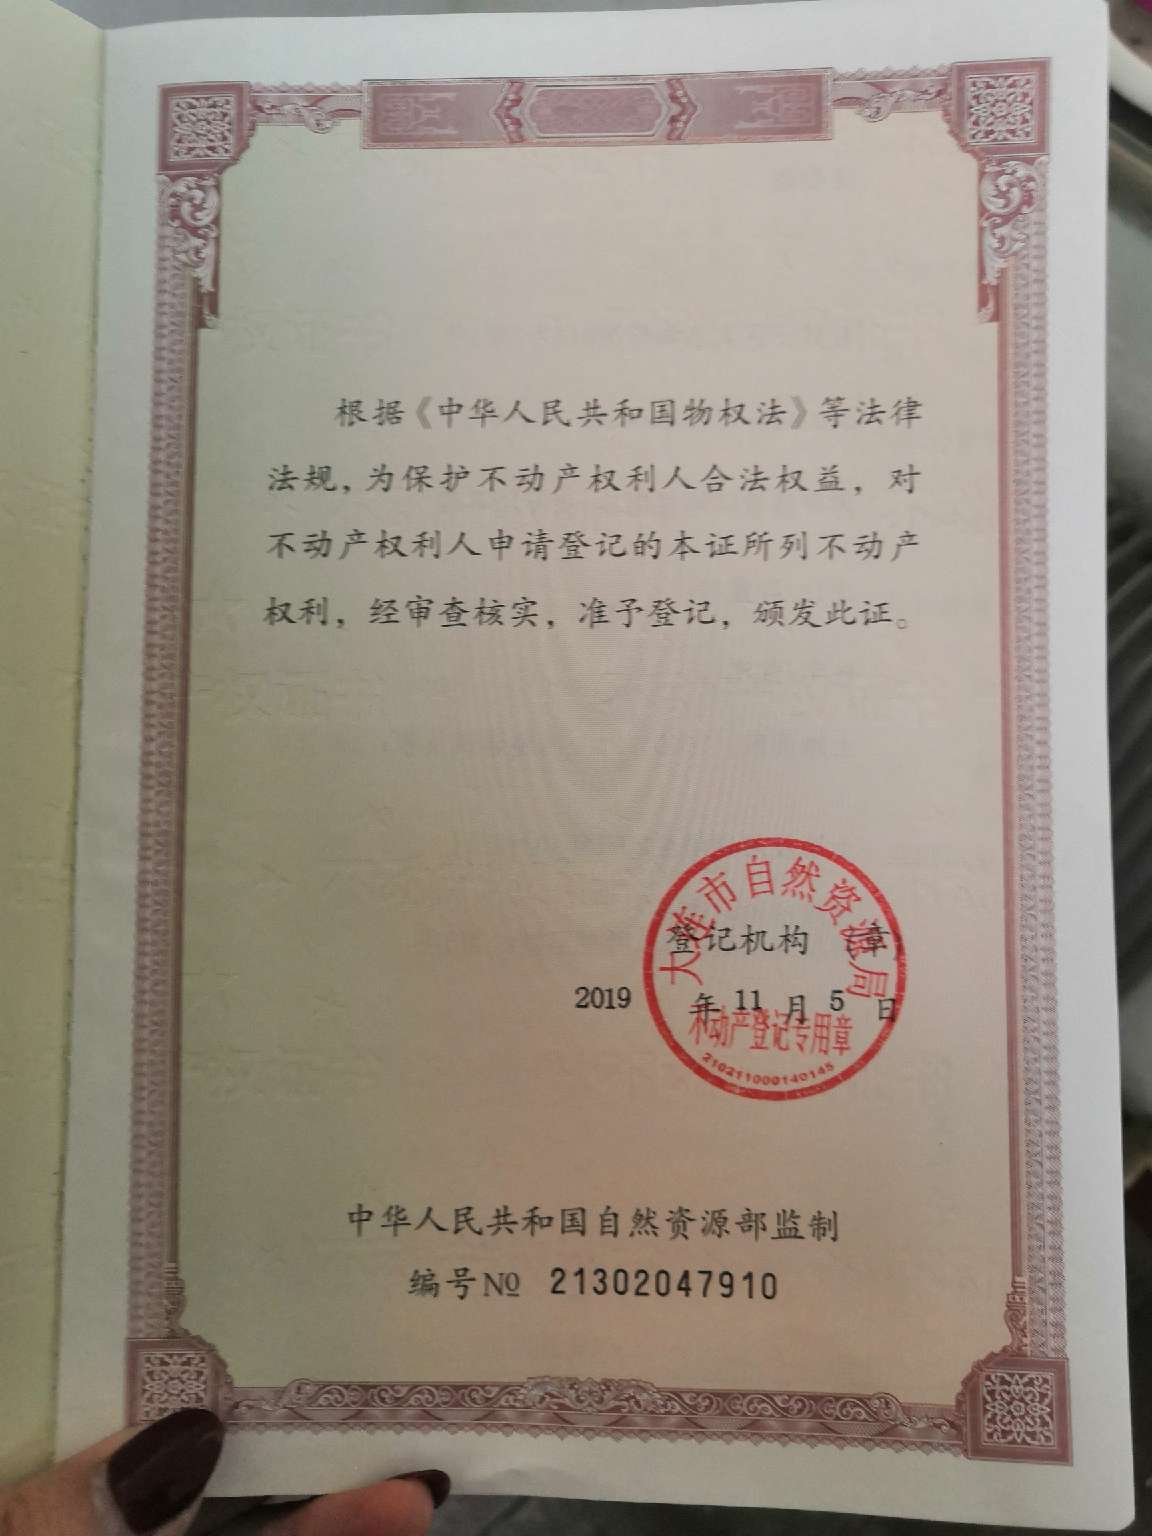 根据《中华人民共和国物权法》等法律
法规，为保护不动产权利人合法权益，对
不动产权利人申请登记的本证所列不动产
权利，经审查核实，准予登记，颁发此证。
大连市自然资源局
登记机构（章）
2019 年 11 月 5 日
不动产登记专用章
210211000140145
中华人民共和国自然资源部监制
编号№ 21302047910